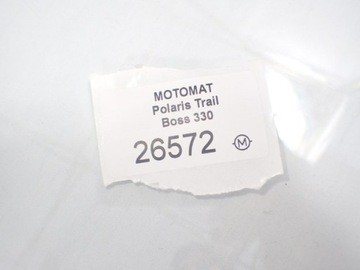 MOTOMAT
Polaris Trail
Boss 330
26572 M